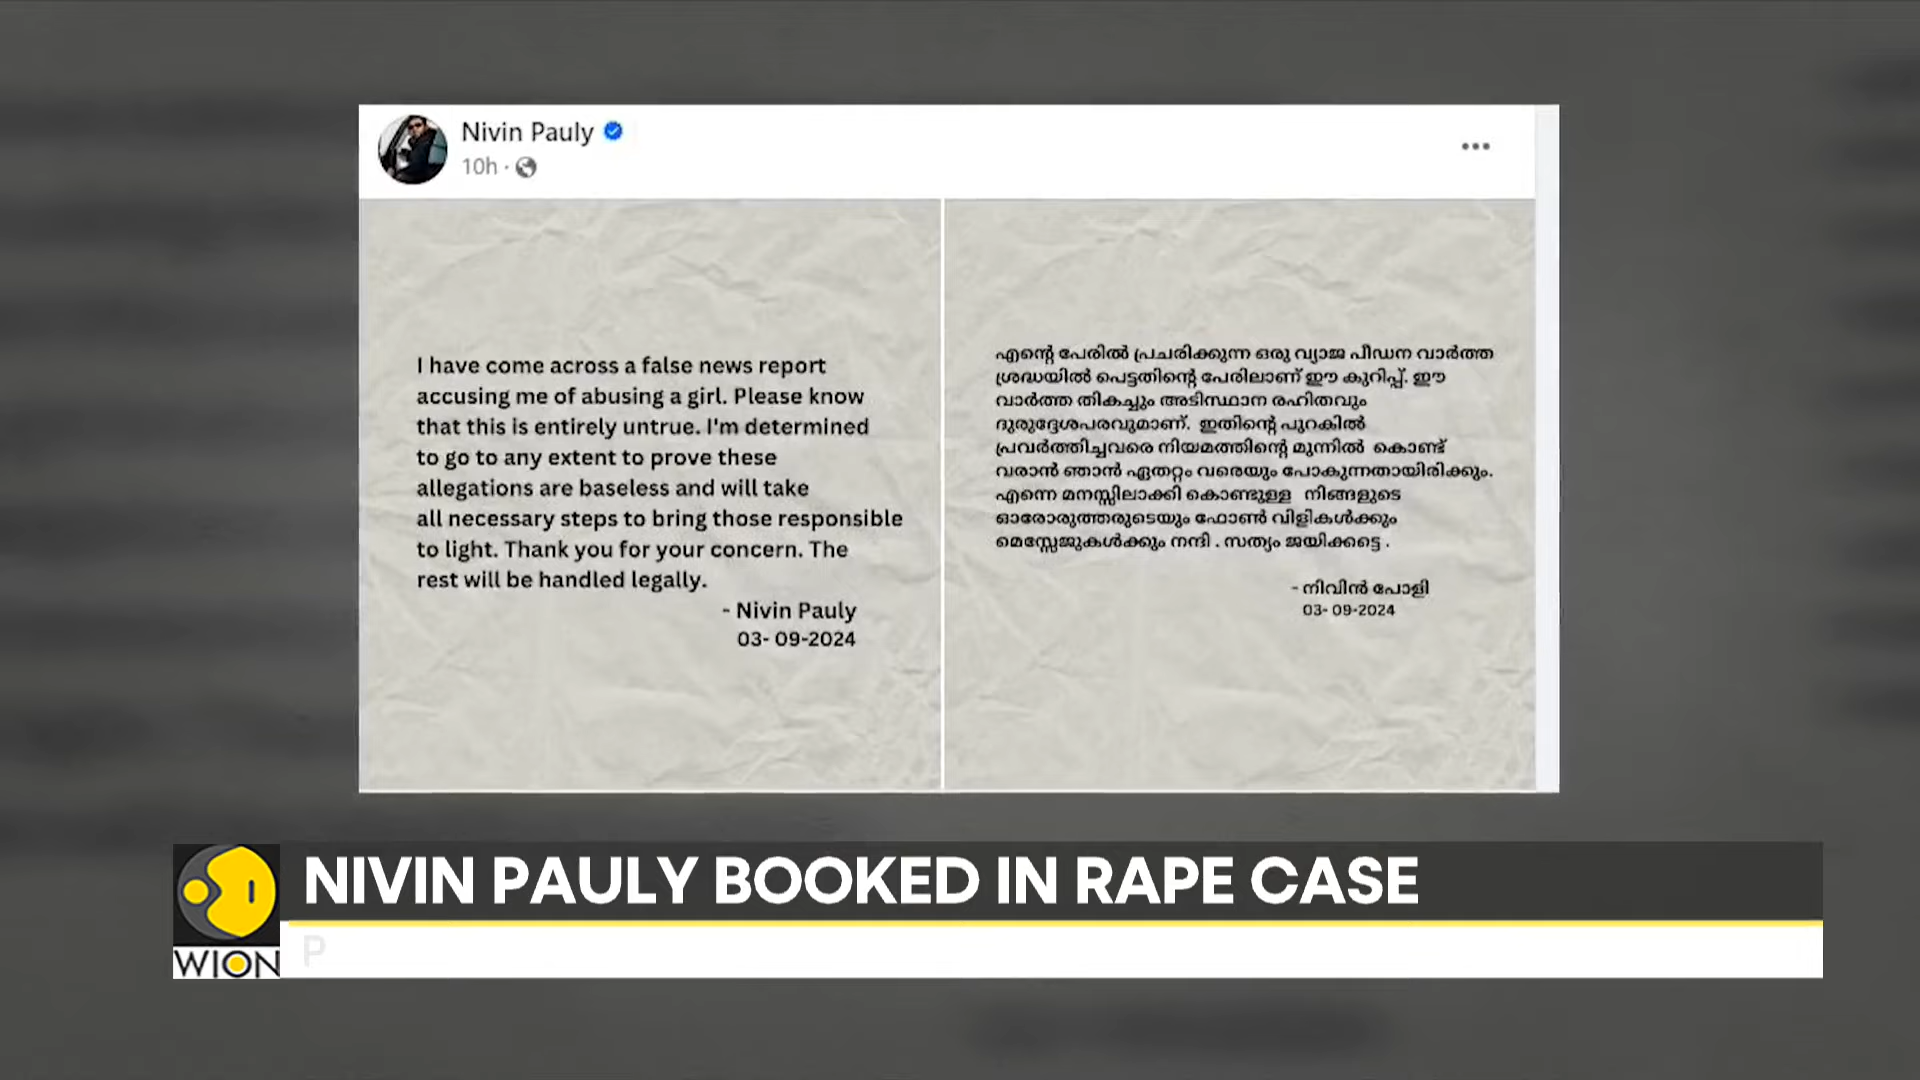 Nivin Pauly
10h ·
I have come across a false news report
accusing me of abusing a girl. Please know
that this is entirely untrue. I'm determined
to go to any extent to prove these
allegations are baseless and will take
all necessary steps to bring those responsible
to light. Thank you for your concern. The
rest will be handled legally.
- Nivin Pauly
03- 09-2024
എന്റെ പേരിൽ പ്രചരിക്കുന്ന ഒരു വ്യാജ പീഡന വാർത്ത
ശ്രദ്ധയിൽ പെട്ടതിന്റെ പേരിലാണ് ഈ കുറിപ്പ്. ഈ
വാർത്ത തികച്ചും അടിസ്ഥാന രഹിതവും
ദുരുദ്ദേശപരവുമാണ്. ഇതിന്റെ പുറകിൽ
പ്രവർത്തിച്ചവരെ നിയമത്തിന്റെ മുന്നിൽ കൊണ്ട്
വരാൻ ഞാൻ ഏതറ്റം വരെയും പോകുന്നതായിരിക്കും.
എന്നെ മനസ്സിലാക്കി കൊണ്ടുള്ള നിങ്ങളുടെ
ഓരോരുത്തരുടെയും ഫോൺ വിളികൾക്കും
മെസ്സേജുകൾക്കും നന്ദി . സത്യം ജയിക്കട്ടെ .
- നിവിൻ പോളി
03- 09-2024
NIVIN PAULY BOOKED IN RAPE CASE
P
WION